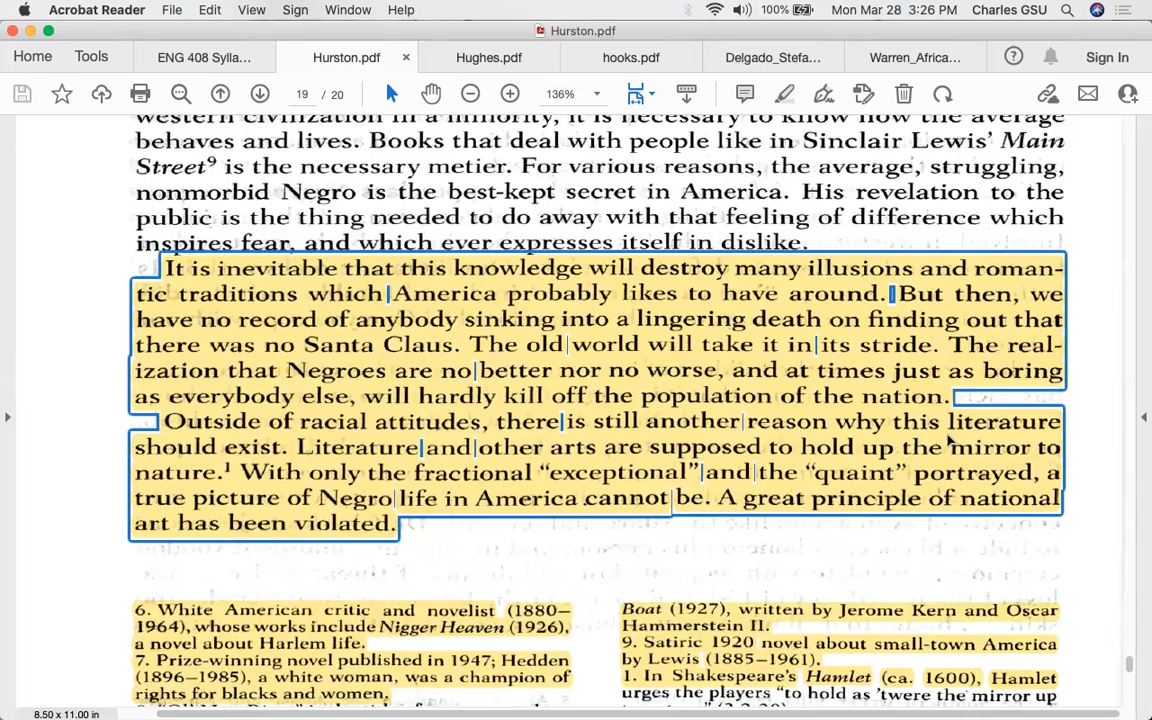 Acrobat Reader File Edit View Sign Window Help 100% Mon Mar 28 3:26 PM Charles GSU
Hurston.pdf
Home Tools ENG 408 Sylla... Hurston.pdf × Hughes.pdf hooks.pdf Delgado_Stefa... Warren_Africa... Sign In
19 / 20 136%
western civilization in a minority, it is necessary to know how the average
behaves and lives. Books that deal with people like in Sinclair Lewis' Main
Street⁹ is the necessary metier. For various reasons, the average, struggling,
nonmorbid Negro is the best-kept secret in America. His revelation to the
public is the thing needed to do away with that feeling of difference which
inspires fear, and which ever expresses itself in dislike.
It is inevitable that this knowledge will destroy many illusions and roman-
tic traditions which America probably likes to have around. But then, we
have no record of anybody sinking into a lingering death on finding out that
there was no Santa Claus. The old world will take it in its stride. The real-
ization that Negroes are no better nor no worse, and at times just as boring
as everybody else, will hardly kill off the population of the nation.
Outside of racial attitudes, there is still another reason why this literature
should exist. Literature and other arts are supposed to hold up the mirror to
nature.¹ With only the fractional "exceptional" and the "quaint" portrayed, a
true picture of Negro life in America cannot be. A great principle of national
art has been violated.
6. White American critic and novelist (1880–
1964), whose works include Nigger Heaven (1926),
a novel about Harlem life.
7. Prize-winning novel published in 1947; Hedden
(1896–1985), a white woman, was a champion of
rights for blacks and women.
Boat (1927), written by Jerome Kern and Oscar
Hammerstein II.
9. Satiric 1920 novel about small-town America
by Lewis (1885–1961).
1. In Shakespeare's Hamlet (ca. 1600), Hamlet
urges the players "to hold as 'twere the mirror up
8.50 x 11.00 in